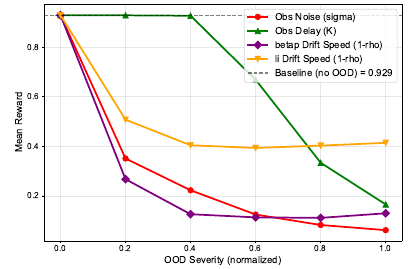 Obs Noise (sigma)
Obs Delay (K)
betap Drift Speed (1-rho)
li Drift Speed (1-rho)
Baseline (no OOD) = 0.929
Mean Reward
0.8
0.6
0.4
0.2
0.0 0.2 0.4 0.6 0.8 1.0
OOD Severity (normalized)